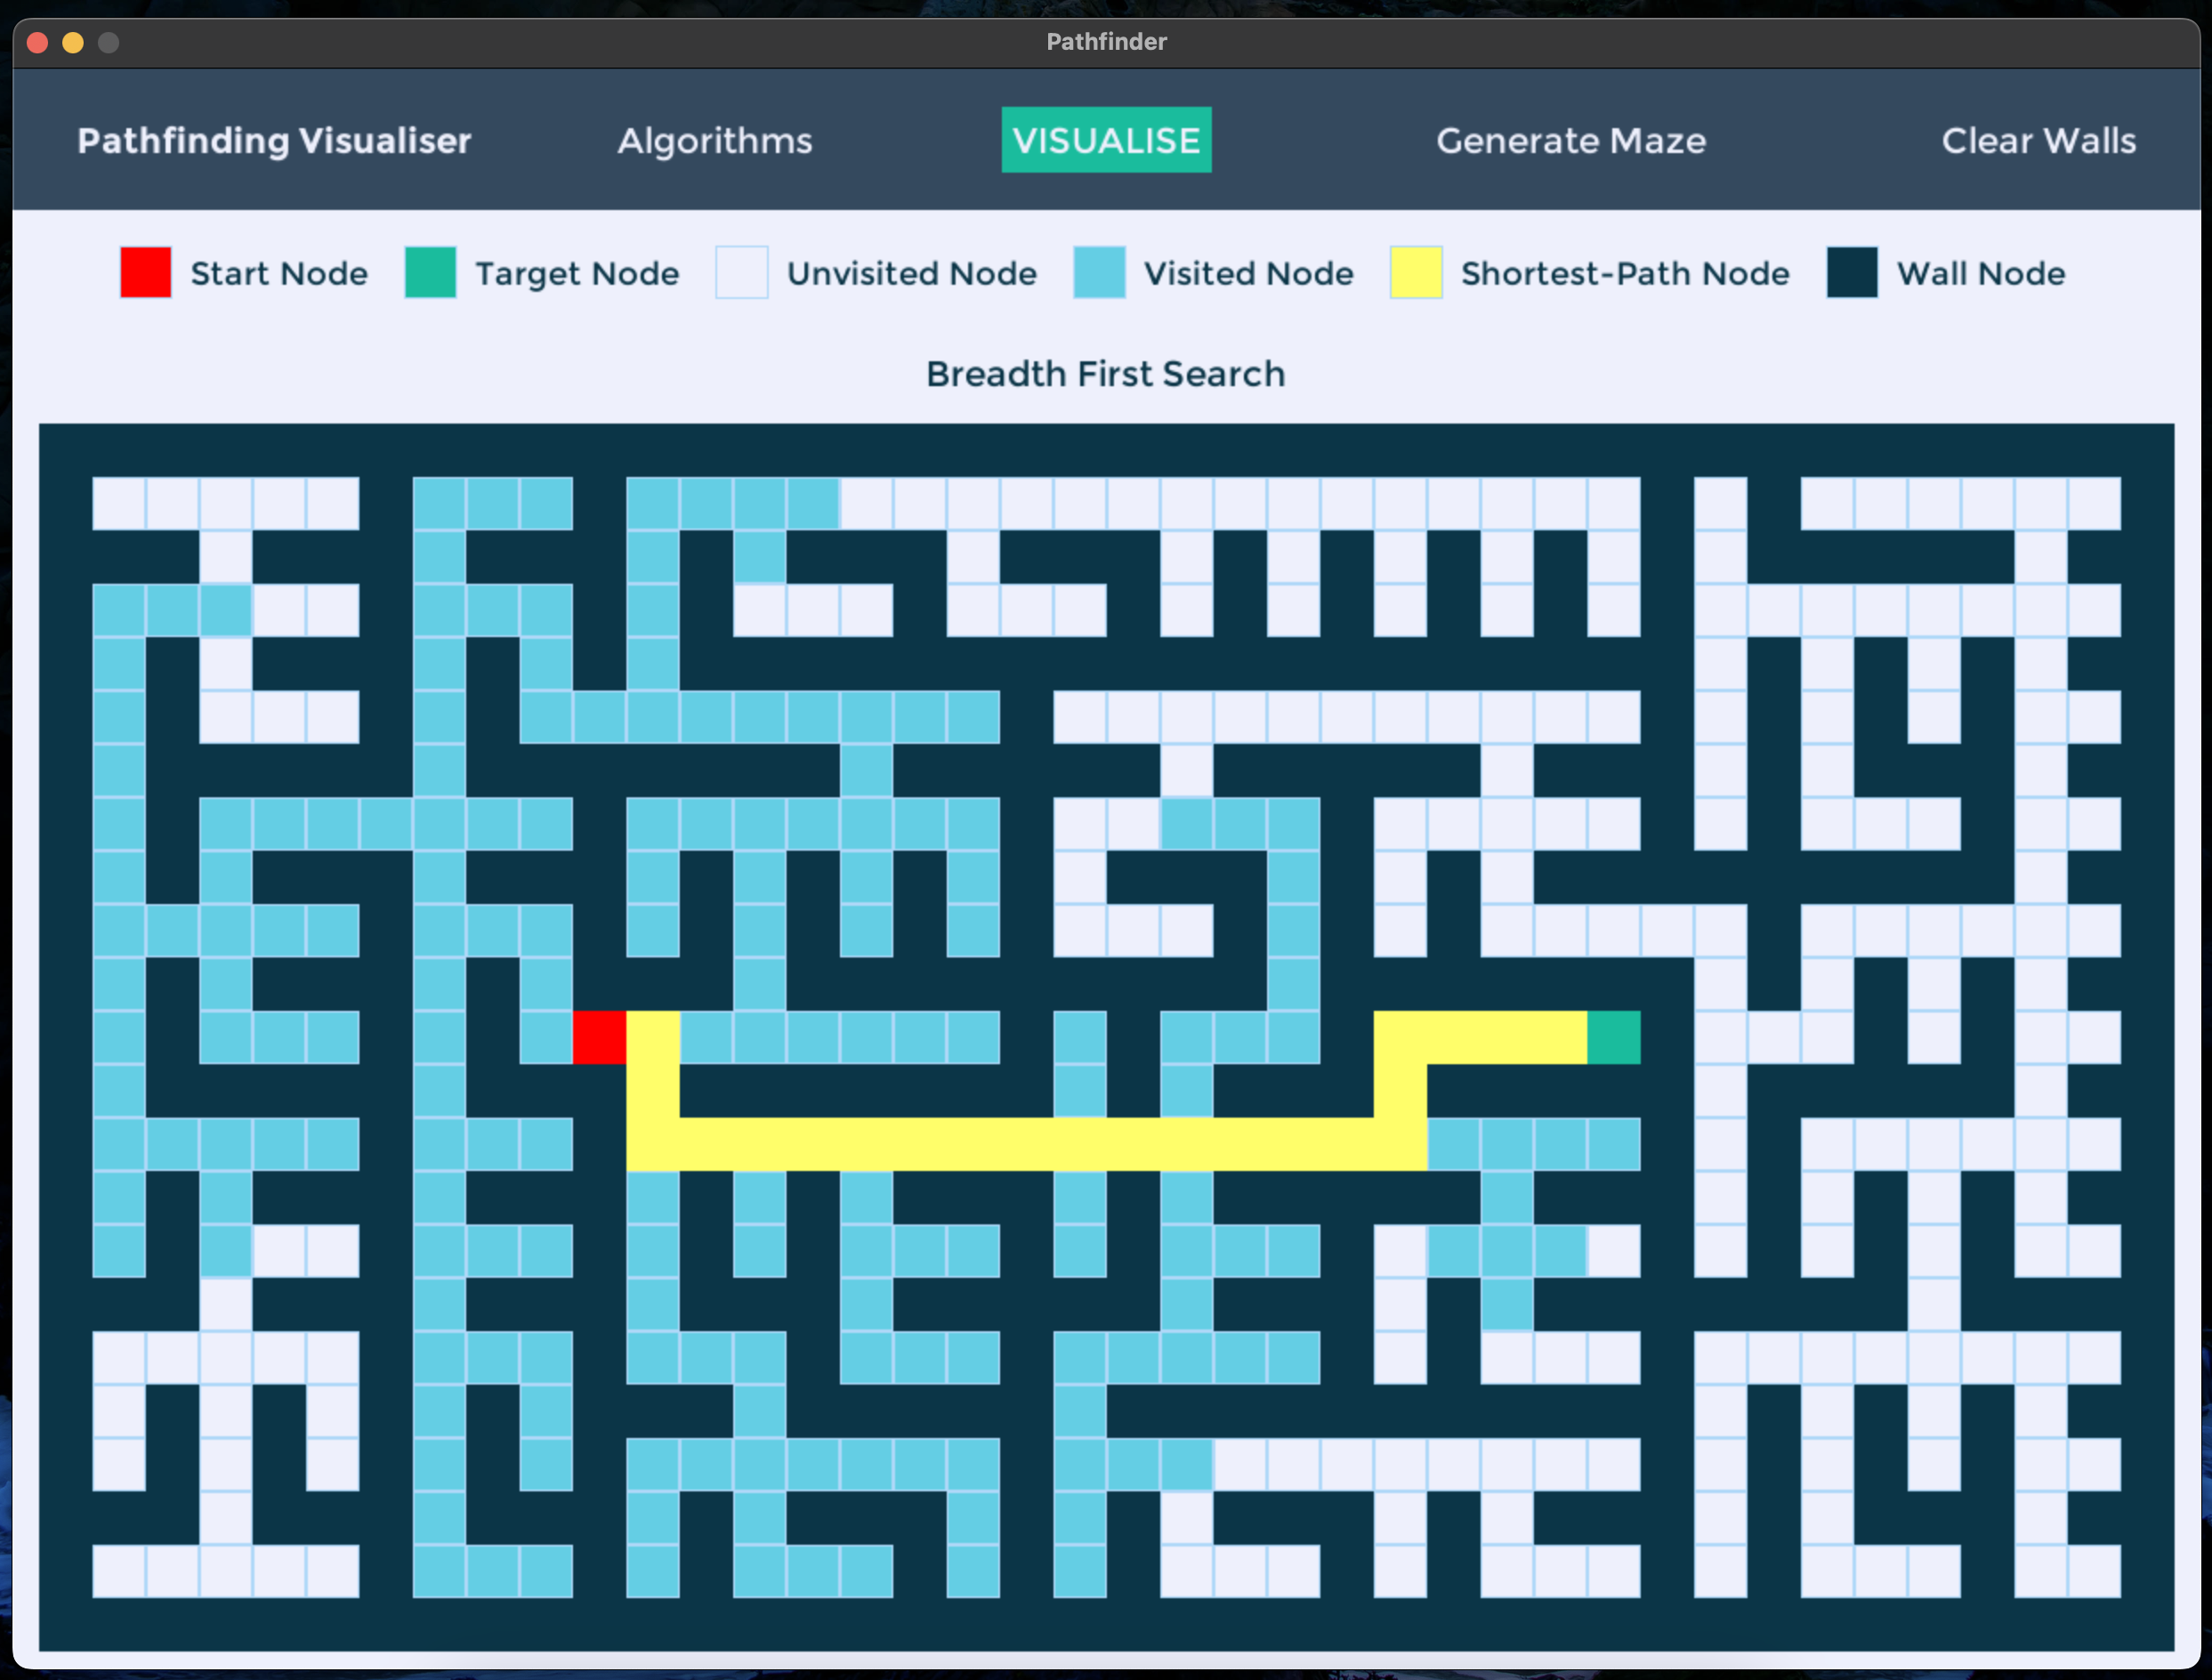 Pathfinder
Pathfinding Visualiser Algorithms VISUALISE Generate Maze Clear Walls
Start Node Target Node Unvisited Node Visited Node Shortest-Path Node Wall Node
Breadth First Search